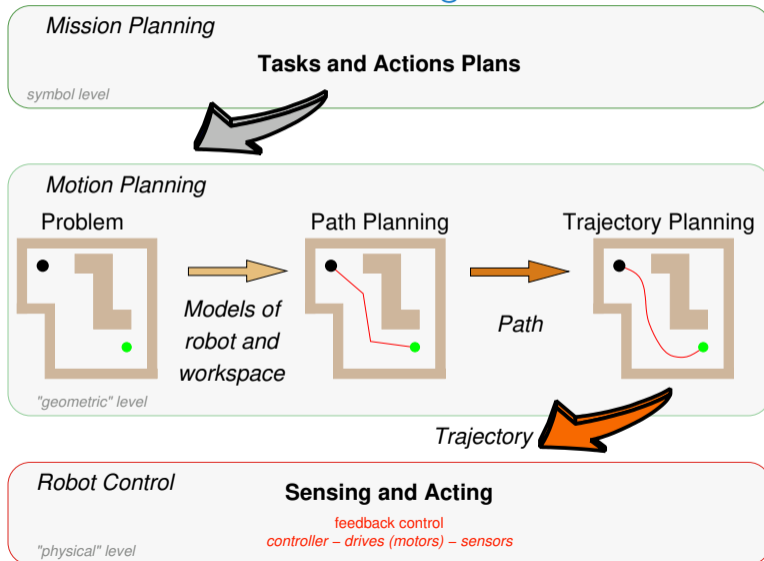 Mission Planning
Tasks and Actions Plans
symbol level
Motion Planning
Problem
Path Planning
Trajectory Planning
Models of
robot and
workspace
Path
"geometric" level
Trajectory
Robot Control
Sensing and Acting
feedback control
controller – drives (motors) – sensors
"physical" level